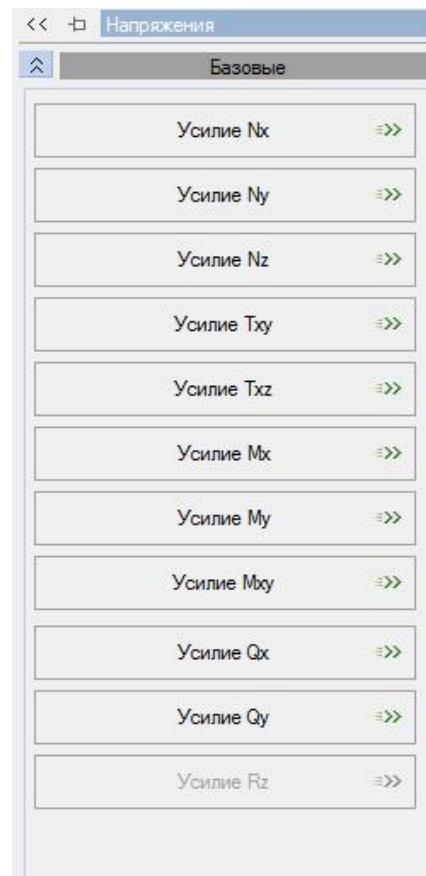 << Напряжения
Базовые
Усилие Nx
Усилие Ny
Усилие Nz
Усилие Txy
Усилие Txz
Усилие Mx
Усилие My
Усилие Mxy
Усилие Qx
Усилие Qy
Усилие Rz